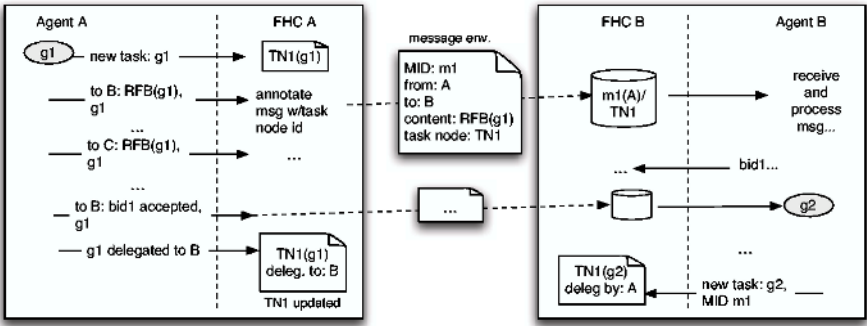 Agent A
FHC A
g1
new task: g1
TN1(g1)
to B: RFB(g1),
g1
annotate
msg w/task
node id
...
to C: RFB(g1),
g1
...
...
to B: bid1 accepted,
g1
g1 delegated to B
TN1(g1)
deleg. to: B
TN1 updated
message env.
MID: m1
from: A
to: B
content: RFB(g1)
task node: TN1
...
FHC B
Agent B
m1(A)/
TN1
receive
and
process
msg...
...
bid1...
g2
...
TN1(g2)
deleg by: A
new task: g2,
MID m1